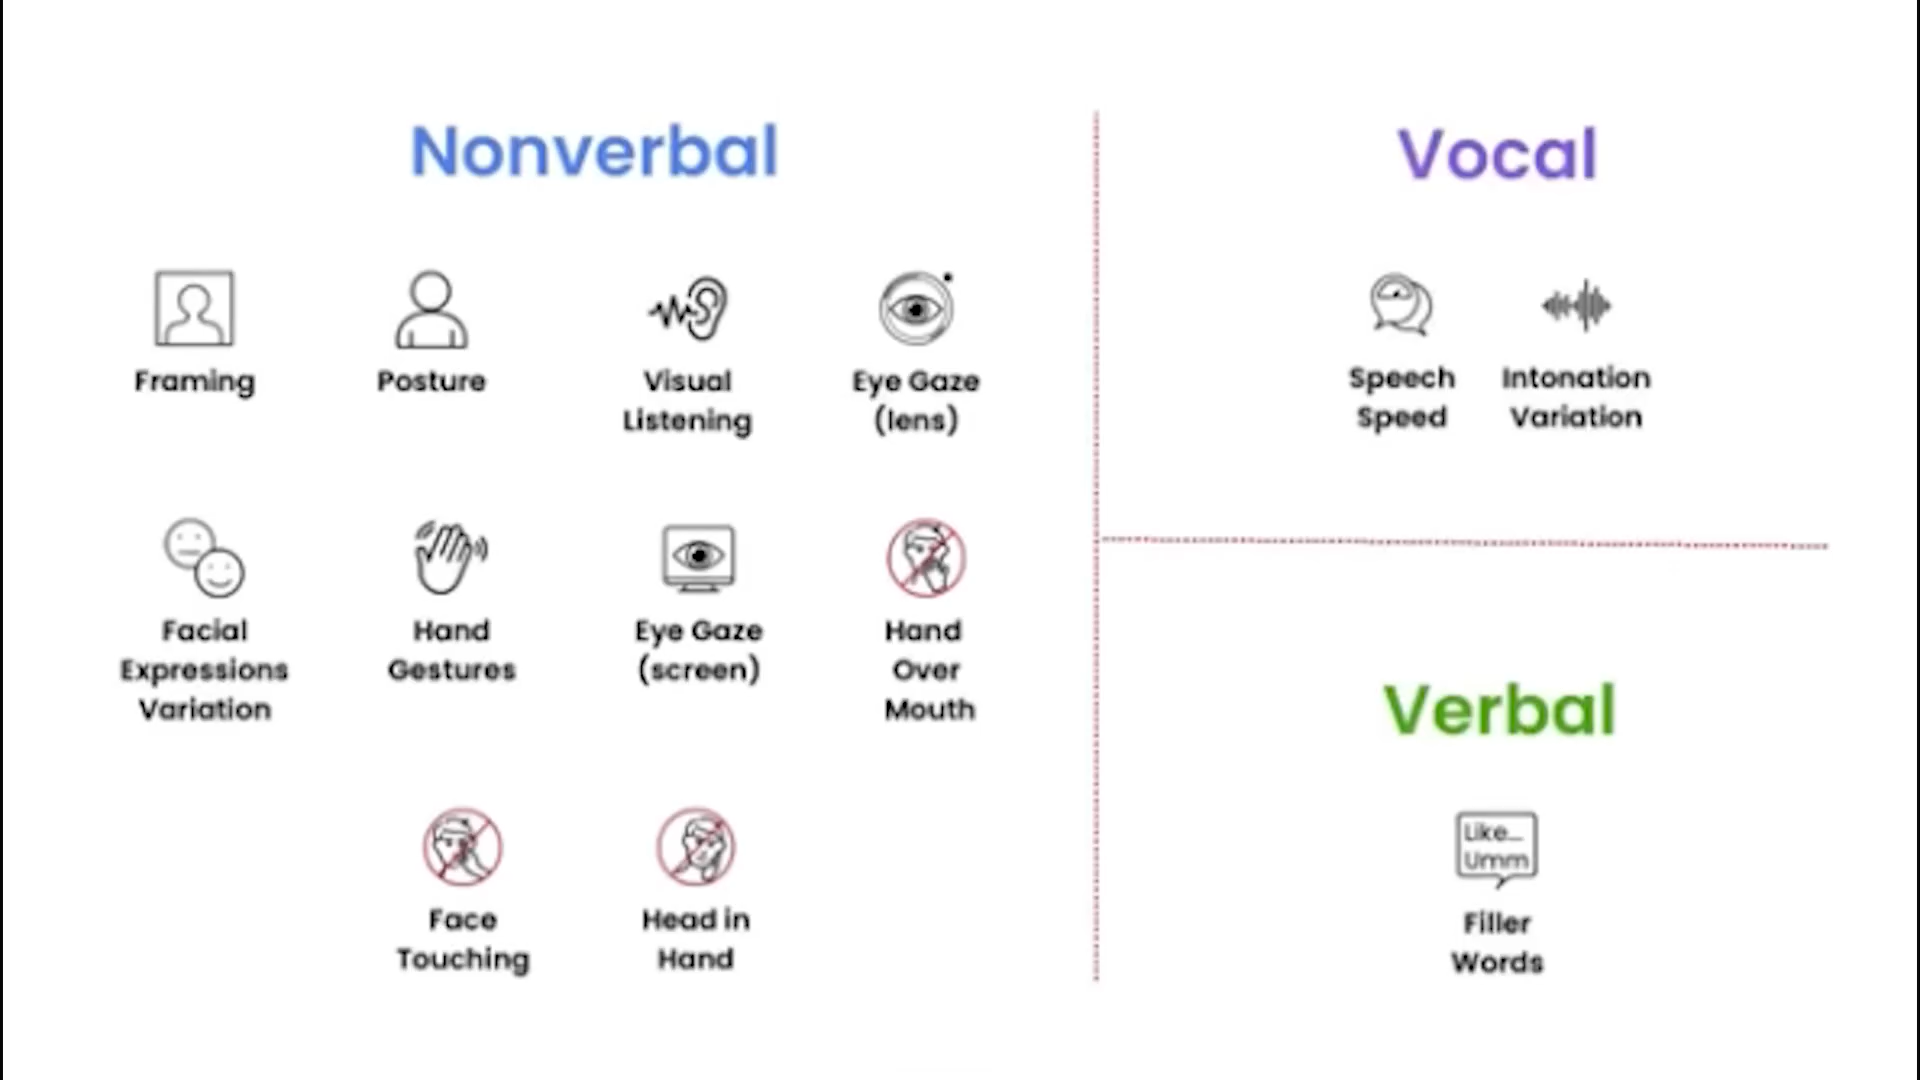 Nonverbal
Framing
Posture
Visual
Listening
Eye Gaze
(lens)
Facial
Expressions
Variation
Hand
Gestures
Eye Gaze
(screen)
Hand
Over
Mouth
Face
Touching
Head in
Hand
Vocal
Speech
Speed
Intonation
Variation
Verbal
Like...
Umm
Filler
Words